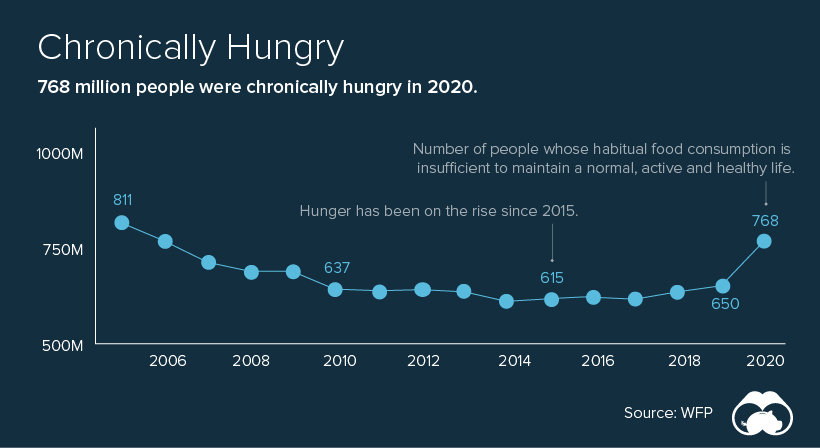 Chronically Hungry
768 million people were chronically hungry in 2020.
1000M
Number of people whose habitual food consumption is
insufficient to maintain a normal, active and healthy life.
811
Hunger has been on the rise since 2015.
768
750M
637
615
650
500M
2006 2008 2010 2012 2014 2016 2018 2020
Source: WFP